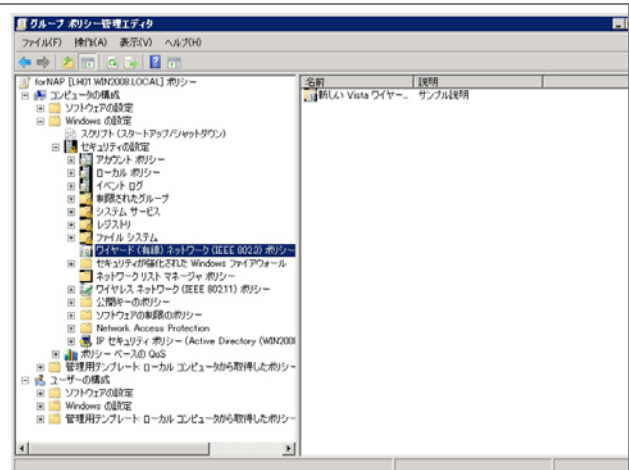 グループ ポリシー管理エディタ
ファイル(F) 操作(A) 表示(V) ヘルプ(H)
forNAP [LH01.WIN2008.LOCAL] ポリシー
コンピュータの構成
ソフトウェアの設定
Windows の設定
スクリプト (スタートアップ/シャットダウン)
セキュリティの設定
アカウント ポリシー
ローカル ポリシー
イベント ログ
制限されたグループ
システム サービス
レジストリ
ファイル システム
ワイヤード (有線) ネットワーク (IEEE 802.3) ポリシー
セキュリティが強化された Windows ファイアウォール
ネットワーク リスト マネージャ ポリシー
ワイヤレス ネットワーク (IEEE 802.11) ポリシー
公開キーのポリシー
ソフトウェアの制限のポリシー
Network Access Protection
IP セキュリティ ポリシー (Active Directory (WIN200
ポリシー ベースの QoS
管理用テンプレート: ローカル コンピュータから取得したポリシー
ユーザーの構成
ソフトウェアの設定
Windows の設定
管理用テンプレート: ローカル コンピュータから取得したポリシー
名前 説明
新しい Vista ワイヤー... サンプル説明